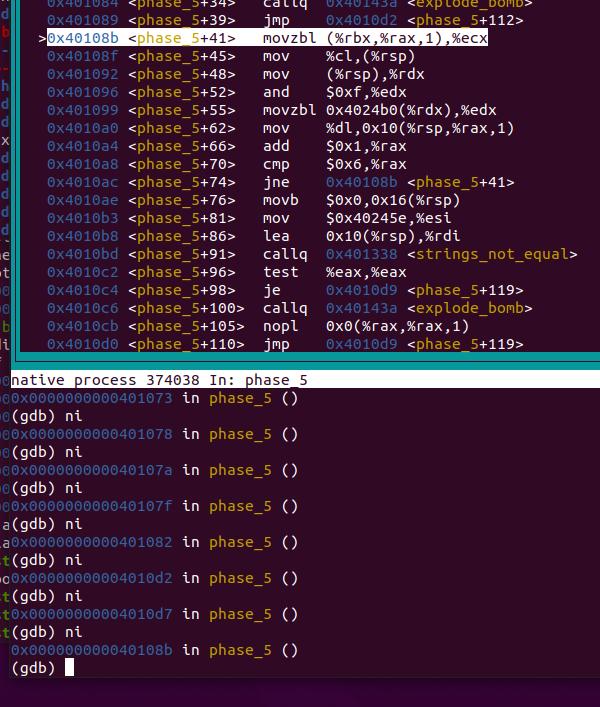 0x401084 <phase_5+34> callq 0x40143a <explode_bomb>
0x401089 <phase_5+39> jmp 0x4010d2 <phase_5+112>
>0x40108b <phase_5+41> movzbl (%rbx,%rax,1),%ecx
0x40108f <phase_5+45> mov %cl,(%rsp)
0x401092 <phase_5+48> mov (%rsp),%rdx
0x401096 <phase_5+52> and $0xf,%edx
0x401099 <phase_5+55> movzbl 0x4024b0(%rdx),%edx
0x4010a0 <phase_5+62> mov %dl,0x10(%rsp,%rax,1)
0x4010a4 <phase_5+66> add $0x1,%rax
0x4010a8 <phase_5+70> cmp $0x6,%rax
0x4010ac <phase_5+74> jne 0x40108b <phase_5+41>
0x4010ae <phase_5+76> movb $0x0,0x16(%rsp)
0x4010b3 <phase_5+81> mov $0x40245e,%esi
0x4010b8 <phase_5+86> lea 0x10(%rsp),%rdi
0x4010bd <phase_5+91> callq 0x401338 <strings_not_equal>
0x4010c2 <phase_5+96> test %eax,%eax
0x4010c4 <phase_5+98> je 0x4010d9 <phase_5+119>
0x4010c6 <phase_5+100> callq 0x40143a <explode_bomb>
0x4010cb <phase_5+105> nopl 0x0(%rax,%rax,1)
0x4010d0 <phase_5+110> jmp 0x4010d9 <phase_5+119>
native process 374038 In: phase_5
0x0000000000401073 in phase_5 ()
(gdb) ni
0x0000000000401078 in phase_5 ()
(gdb) ni
0x000000000040107a in phase_5 ()
(gdb) ni
0x000000000040107f in phase_5 ()
(gdb) ni
0x0000000000401082 in phase_5 ()
(gdb) ni
0x00000000004010d2 in phase_5 ()
(gdb) ni
0x00000000004010d7 in phase_5 ()
(gdb) ni
0x000000000040108b in phase_5 ()
(gdb)